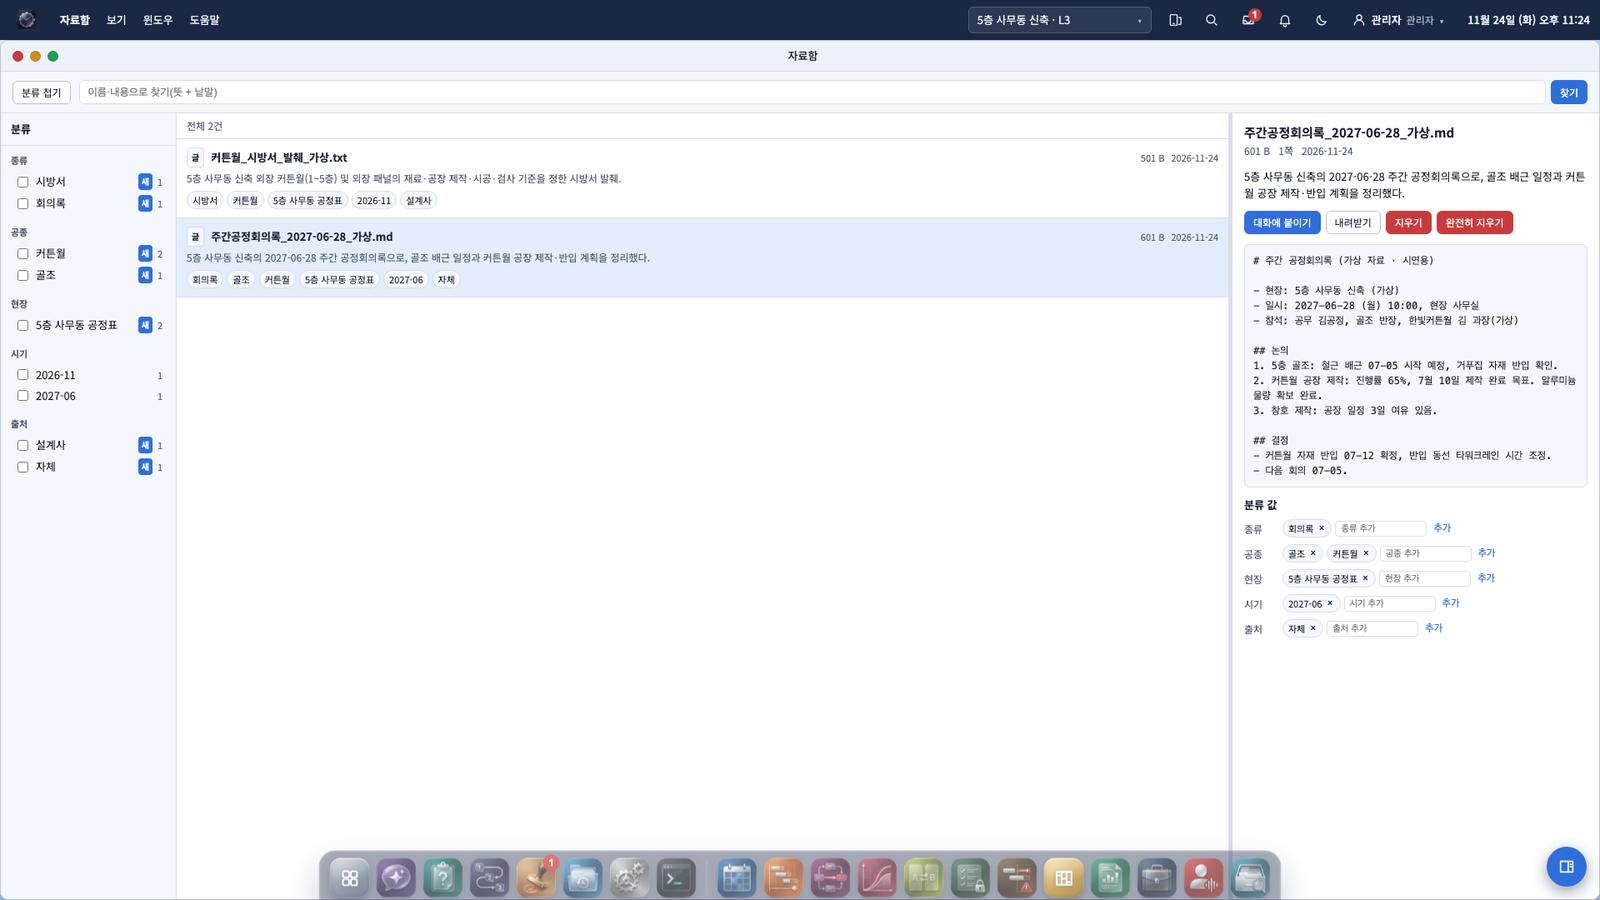 자료함 보기 윈도우 도움말
5층 사무동 신축 · L3
1
관리자 관리자
11월 24일 (화) 오후 11:24
자료함
분류 접기
이름·내용으로 찾기(뜻 + 낱말)
찾기
분류
종류
시방서 새 1
회의록 새 1
공종
커튼월 새 2
골조 새 1
현장
5층 사무동 공정표 새 2
시기
2026-11 1
2027-06 1
출처
설계사 새 1
자체 새 1
전체 2건
글 커튼월_시방서_발췌_가상.txt 501 B 2026-11-24
5층 사무동 신축 외장 커튼월(1~5층) 및 외장 패널의 재료·공장 제작·시공·검사 기준을 정한 시방서 발췌.
시방서 커튼월 5층 사무동 공정표 2026-11 설계사
글 주간공정회의록_2027-06-28_가상.md 601 B 2026-11-24
5층 사무동 신축의 2027-06-28 주간 공정회의록으로, 골조 배근 일정과 커튼월 공장 제작·반입 계획을 정리했다.
회의록 골조 커튼월 5층 사무동 공정표 2027-06 자체
주간공정회의록_2027-06-28_가상.md
601 B 1쪽 2026-11-24
5층 사무동 신축의 2027-06-28 주간 공정회의록으로, 골조 배근 일정과 커튼
월 공장 제작·반입 계획을 정리했다.
대화에 붙이기 내려받기 지우기 완전히 지우기
# 주간 공정회의록 (가상 자료 · 시연용)
- 현장: 5층 사무동 신축 (가상)
- 일시: 2027-06-28 (월) 10:00, 현장 사무실
- 참석: 공무 김공정, 골조 반장, 한빛커튼월 김 과장(가상)
## 논의
1. 5층 골조: 철근 배근 07-05 시작 예정, 거푸집 자재 반입 확인.
2. 커튼월 공장 제작: 진행률 65%, 7월 10일 제작 완료 목표. 알루미늄
물량 확보 완료.
3. 창호 제작: 공장 일정 3일 여유 있음.
## 결정
- 커튼월 자재 반입 07-12 확정, 반입 동선 타워크레인 시간 조정.
- 다음 회의 07-05.
분류 값
종류 회의록 × 종류 추가 추가
공종 골조 × 커튼월 × 공종 추가 추가
현장 5층 사무동 공정표 × 현장 추가 추가
시기 2027-06 × 시기 추가 추가
출처 자체 × 출처 추가 추가
1
A B